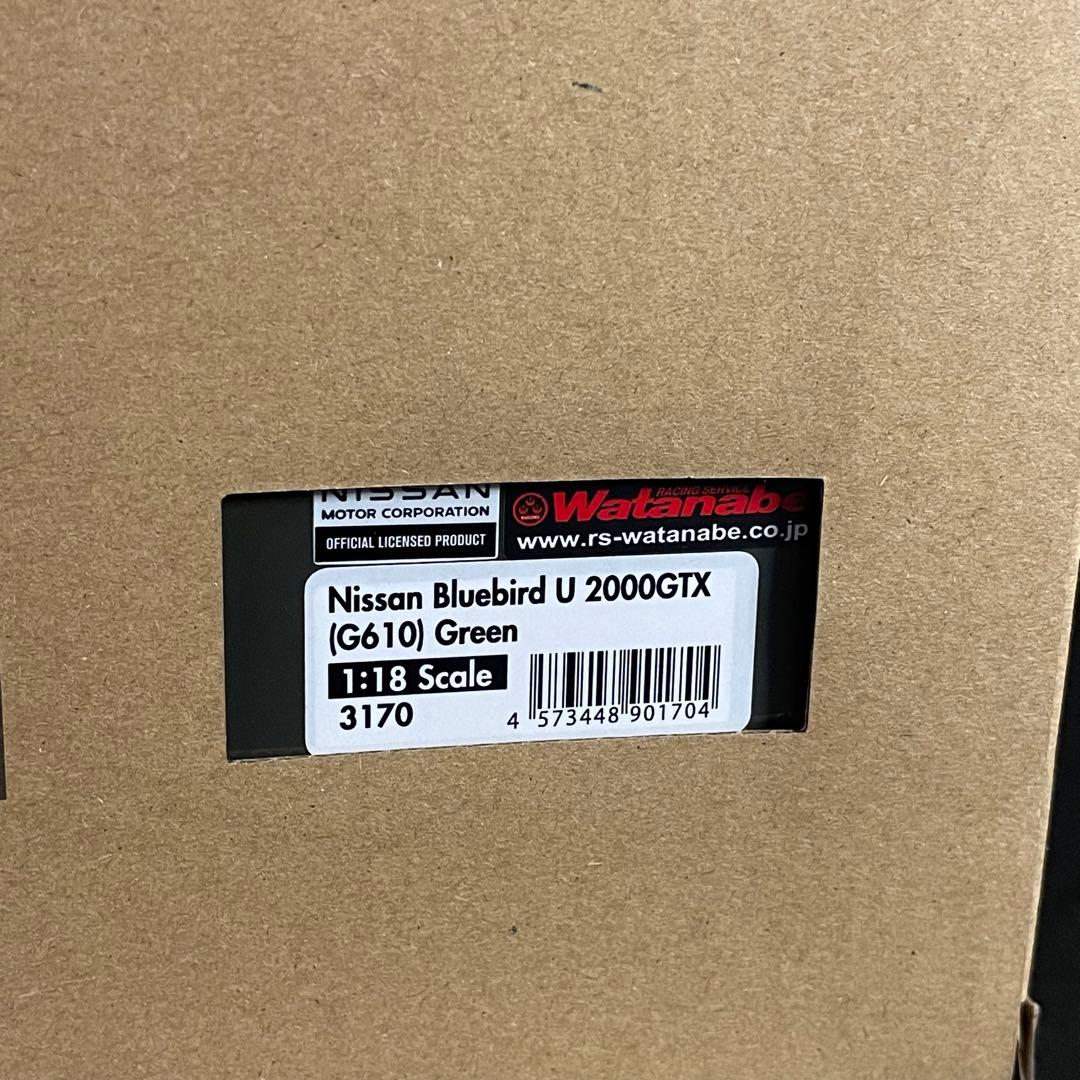 NISSAN
MOTOR CORPORATION
OFFICIAL LICENSED PRODUCT
RACING SERVICE
Watanabe
www.rs-watanabe.co.jp
Nissan Bluebird U 2000GTX
(G610) Green
1:18 Scale
3170
4 573448 901704